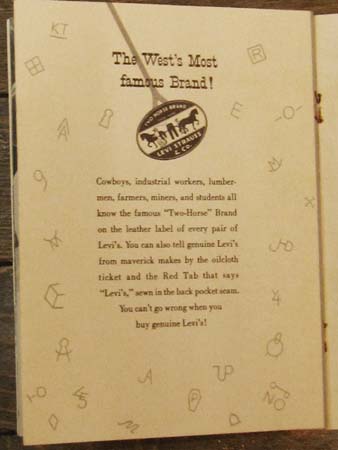 KT
The West's Most
famous Brand!
R
TWO HORSE BRAND
LEVI STRAUSS
& CO.
Cowboys, industrial workers, lumber-
men, farmers, miners, and students all
know the famous "Two-Horse" Brand
on the leather label of every pair of
Levi's. You can also tell genuine Levi's
from maverick makes by the oilcloth
ticket and the Red Tab that says
"Levi's," sewn in the back pocket seam.
You can't go wrong when you
buy genuine Levi's!